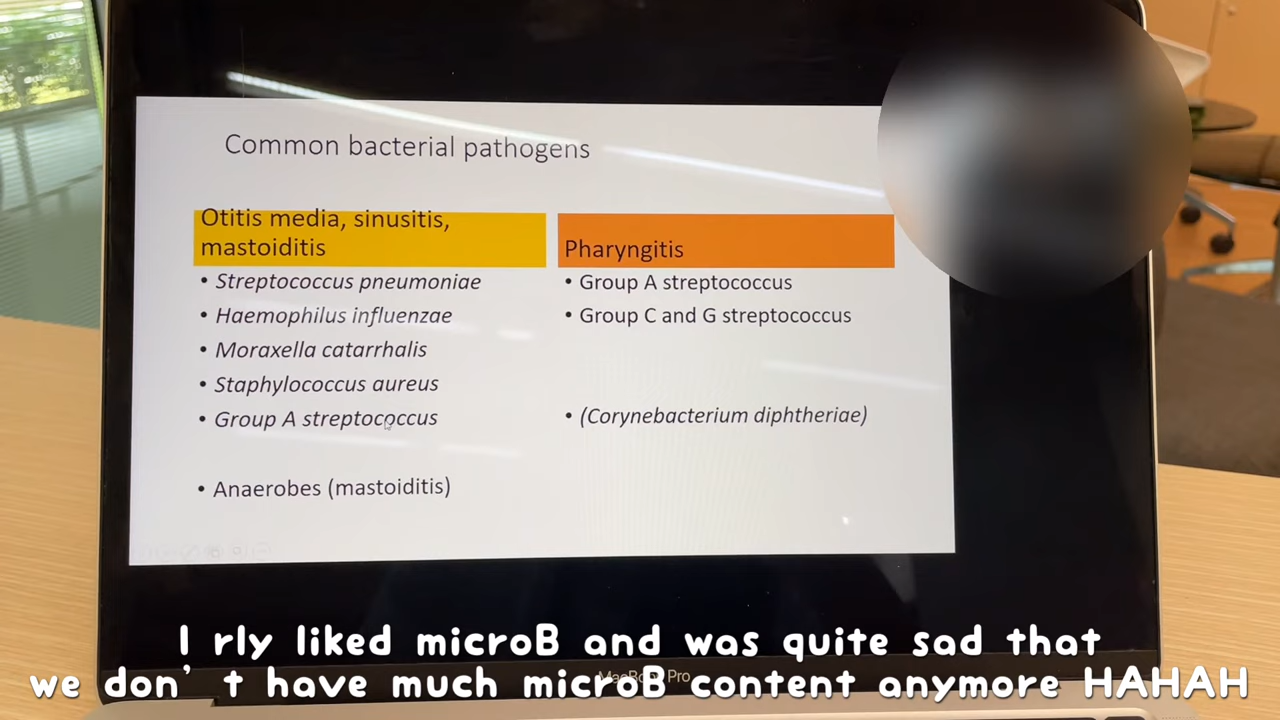 Common bacterial pathogens
Otitis media, sinusitis,
mastoiditis
• Streptococcus pneumoniae
• Haemophilus influenzae
• Moraxella catarrhalis
• Staphylococcus aureus
• Group A streptococcus
• Anaerobes (mastoiditis)
Pharyngitis
• Group A streptococcus
• Group C and G streptococcus
• (Corynebacterium diphtheriae)
MacBook Pro
I rly liked microB and was quite sad that
we don't have much microB content anymore HAHAH